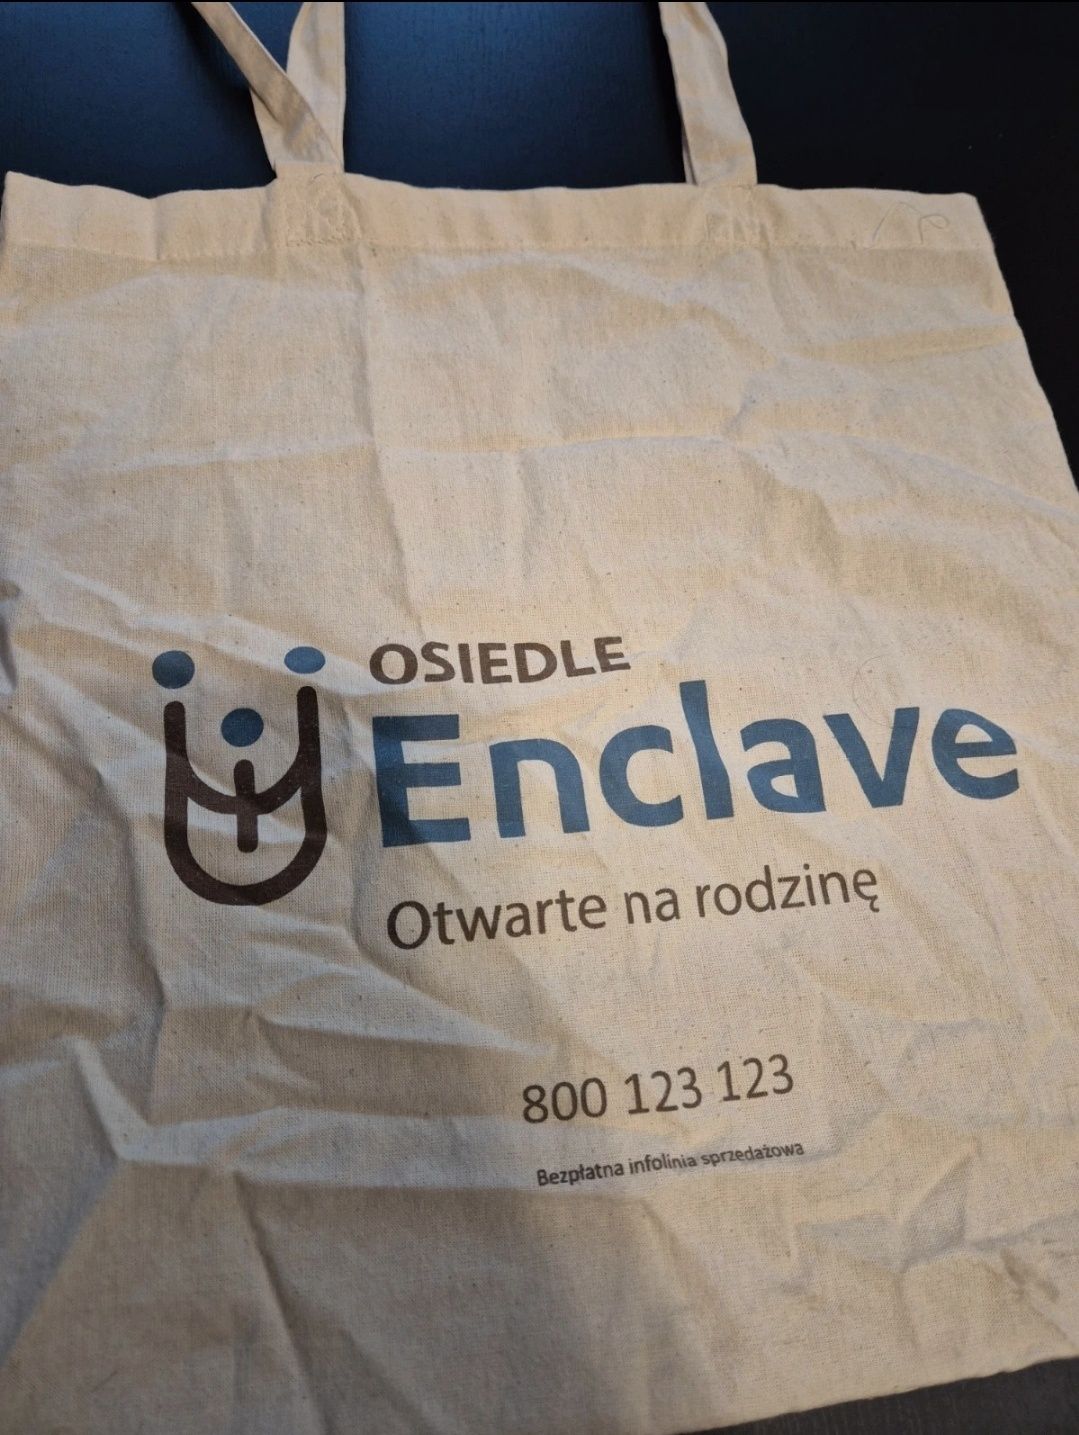 OSIEDLE
Enclave
Otwarte na rodzinę
800 123 123
Bezpłatna infolinia sprzedażowa